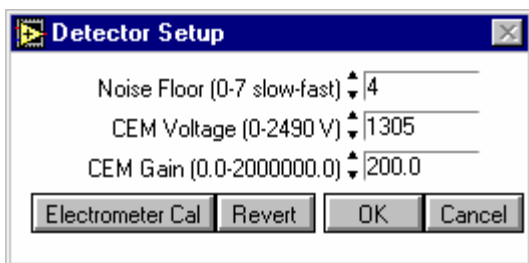 Detector Setup
Noise Floor (0-7 slow-fast) 4
CEM Voltage (0-2490 V) 1305
CEM Gain (0.0-2000000.0) 200.0
Electrometer Cal Revert OK Cancel